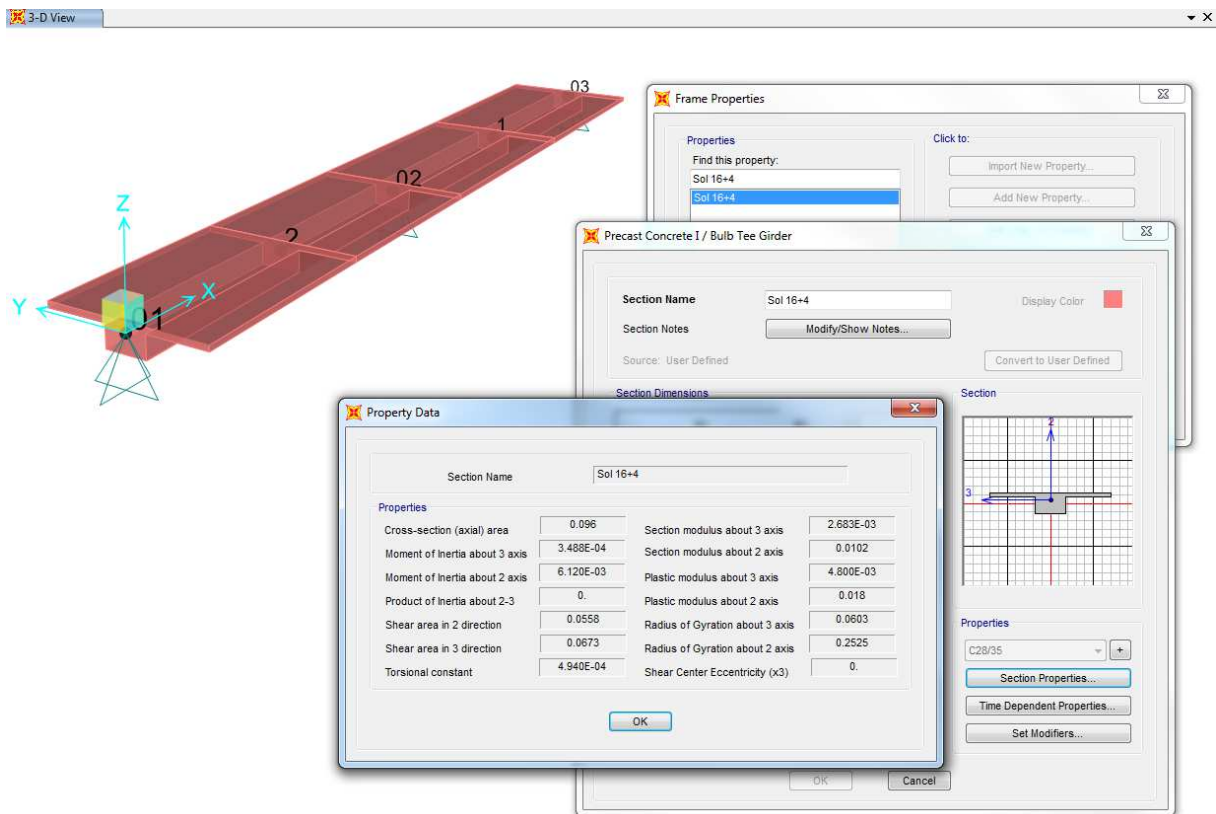 3-D View
03
1
02
Z
2
X
Y
01
Frame Properties
Properties
Click to:
Find this property:
Sol 16+4
Sol 16+4
Import New Property...
Add New Property...
Precast Concrete I / Bulb Tee Girder
Section Name
Sol 16+4
Display Color
Section Notes
Modify/Show Notes...
Source: User Defined
Convert to User Defined
Section Dimensions
Section
2
3
Properties
C28/35
+
Section Properties...
Time Dependent Properties...
Set Modifiers...
OK
Cancel
Property Data
Section Name
Sol 16+4
Properties
Cross-section (axial) area 0.096 Section modulus about 3 axis 2.683E-03
Moment of Inertia about 3 axis 3.488E-04 Section modulus about 2 axis 0.0102
Moment of Inertia about 2 axis 6.120E-03 Plastic modulus about 3 axis 4.800E-03
Product of Inertia about 2-3 0. Plastic modulus about 2 axis 0.018
Shear area in 2 direction 0.0558 Radius of Gyration about 3 axis 0.0603
Shear area in 3 direction 0.0673 Radius of Gyration about 2 axis 0.2525
Torsional constant 4.940E-04 Shear Center Eccentricity (x3) 0.
OK